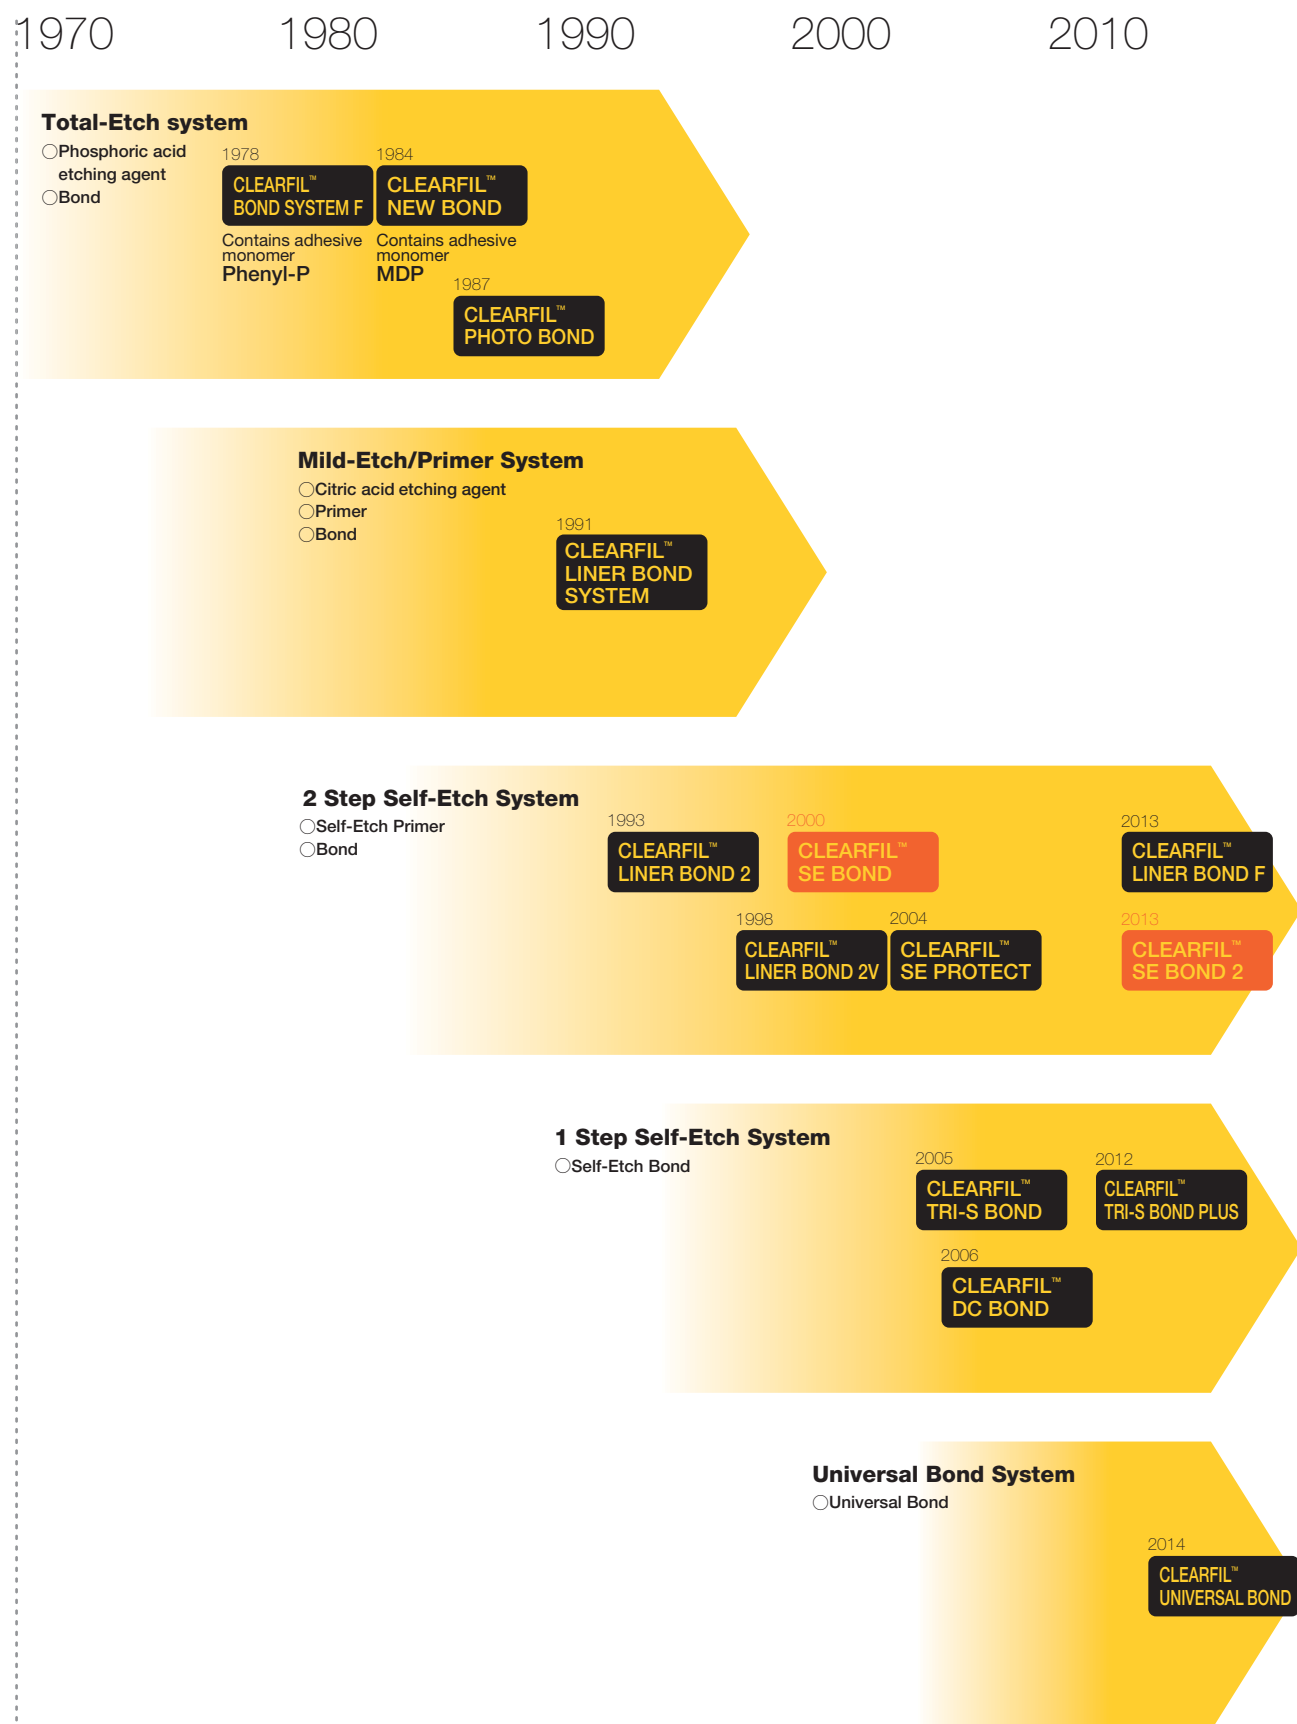 1970 1980 1990 2000 2010
Total-Etch system
○Phosphoric acid
etching agent
○Bond
1978
CLEARFIL™
BOND SYSTEM F
Contains adhesive
monomer
Phenyl-P
1984
CLEARFIL™
NEW BOND
Contains adhesive
monomer
MDP
1987
CLEARFIL™
PHOTO BOND
Mild-Etch/Primer System
○Citric acid etching agent
○Primer
○Bond
1991
CLEARFIL™
LINER BOND
SYSTEM
2 Step Self-Etch System
○Self-Etch Primer
○Bond
1993
CLEARFIL™
LINER BOND 2
2000
CLEARFIL™
SE BOND
2013
CLEARFIL™
LINER BOND F
1998
CLEARFIL™
LINER BOND 2V
2004
CLEARFIL™
SE PROTECT
2013
CLEARFIL™
SE BOND 2
1 Step Self-Etch System
○Self-Etch Bond
2005
CLEARFIL™
TRI-S BOND
2012
CLEARFIL™
TRI-S BOND PLUS
2006
CLEARFIL™
DC BOND
Universal Bond System
○Universal Bond
2014
CLEARFIL™
UNIVERSAL BOND